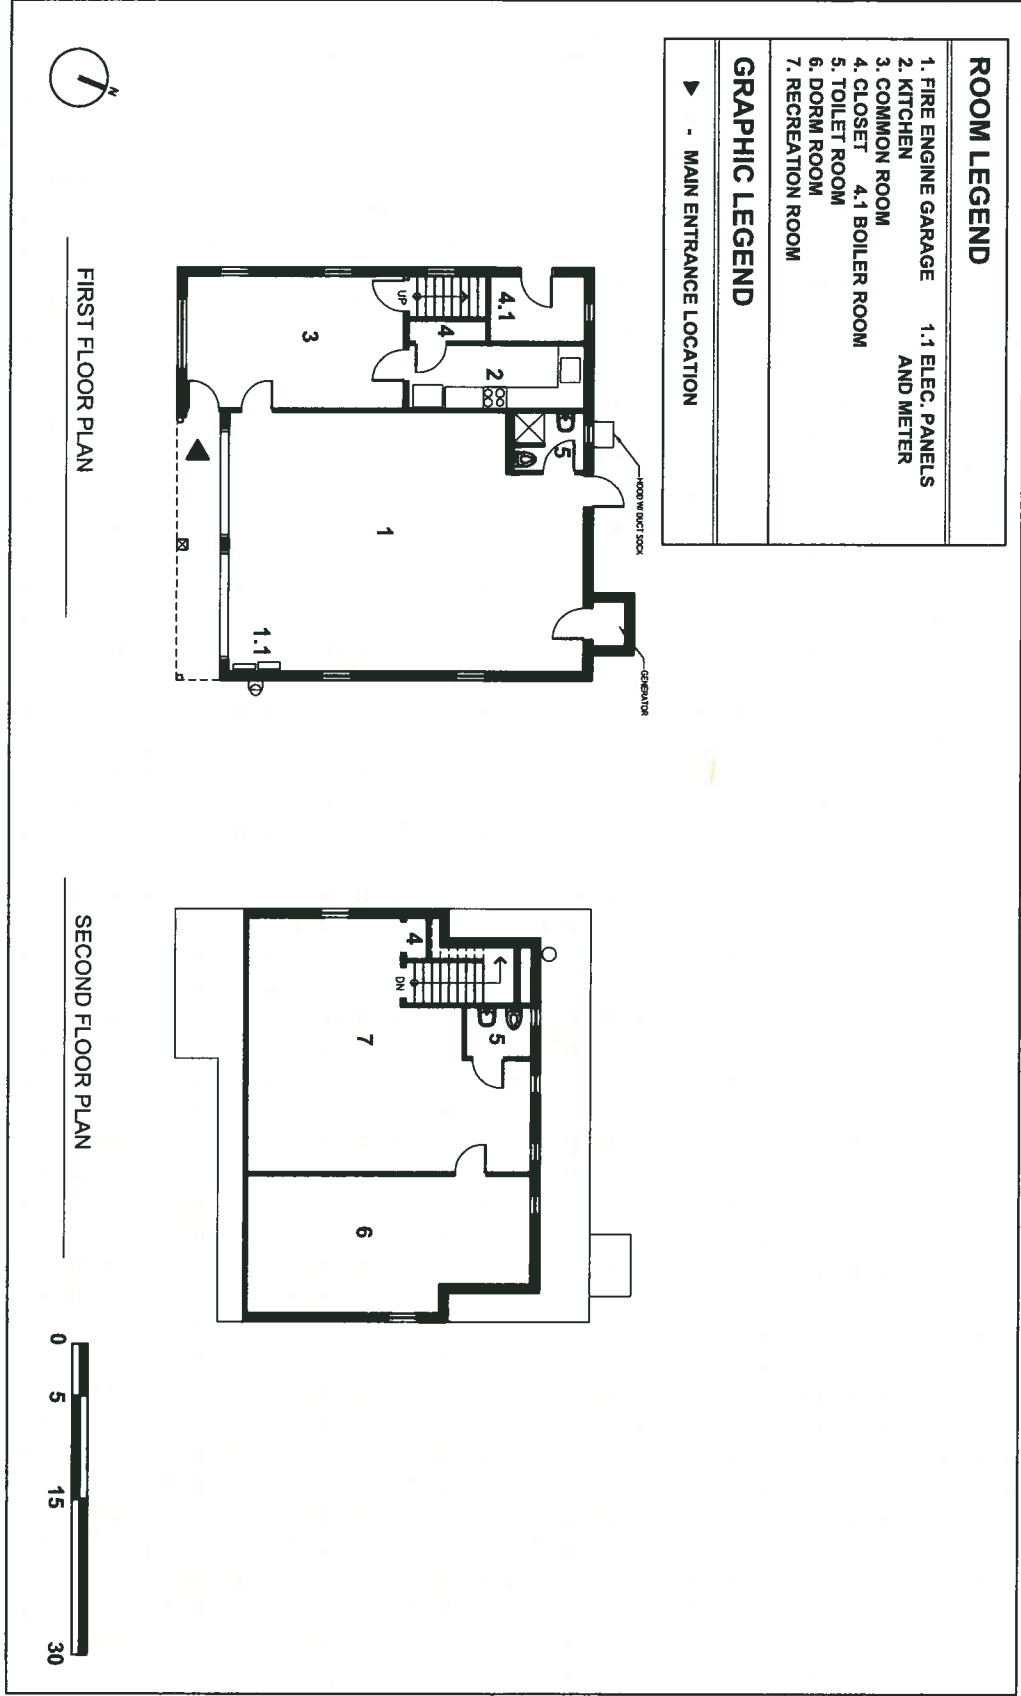 ROOM LEGEND
1. FIRE ENGINE GARAGE 1.1 ELEC. PANELS
2. KITCHEN AND METER
3. COMMON ROOM
4. CLOSET 4.1 BOILER ROOM
5. TOILET ROOM
6. DORM ROOM
7. RECREATION ROOM
GRAPHIC LEGEND
- MAIN ENTRANCE LOCATION
N
HOOD W/ DUCT SOCK
GENERATOR
4.1
5
2
4
UP
3
1
1.1
FIRST FLOOR PLAN
4
DN
5
7
6
SECOND FLOOR PLAN
0 5 15 30